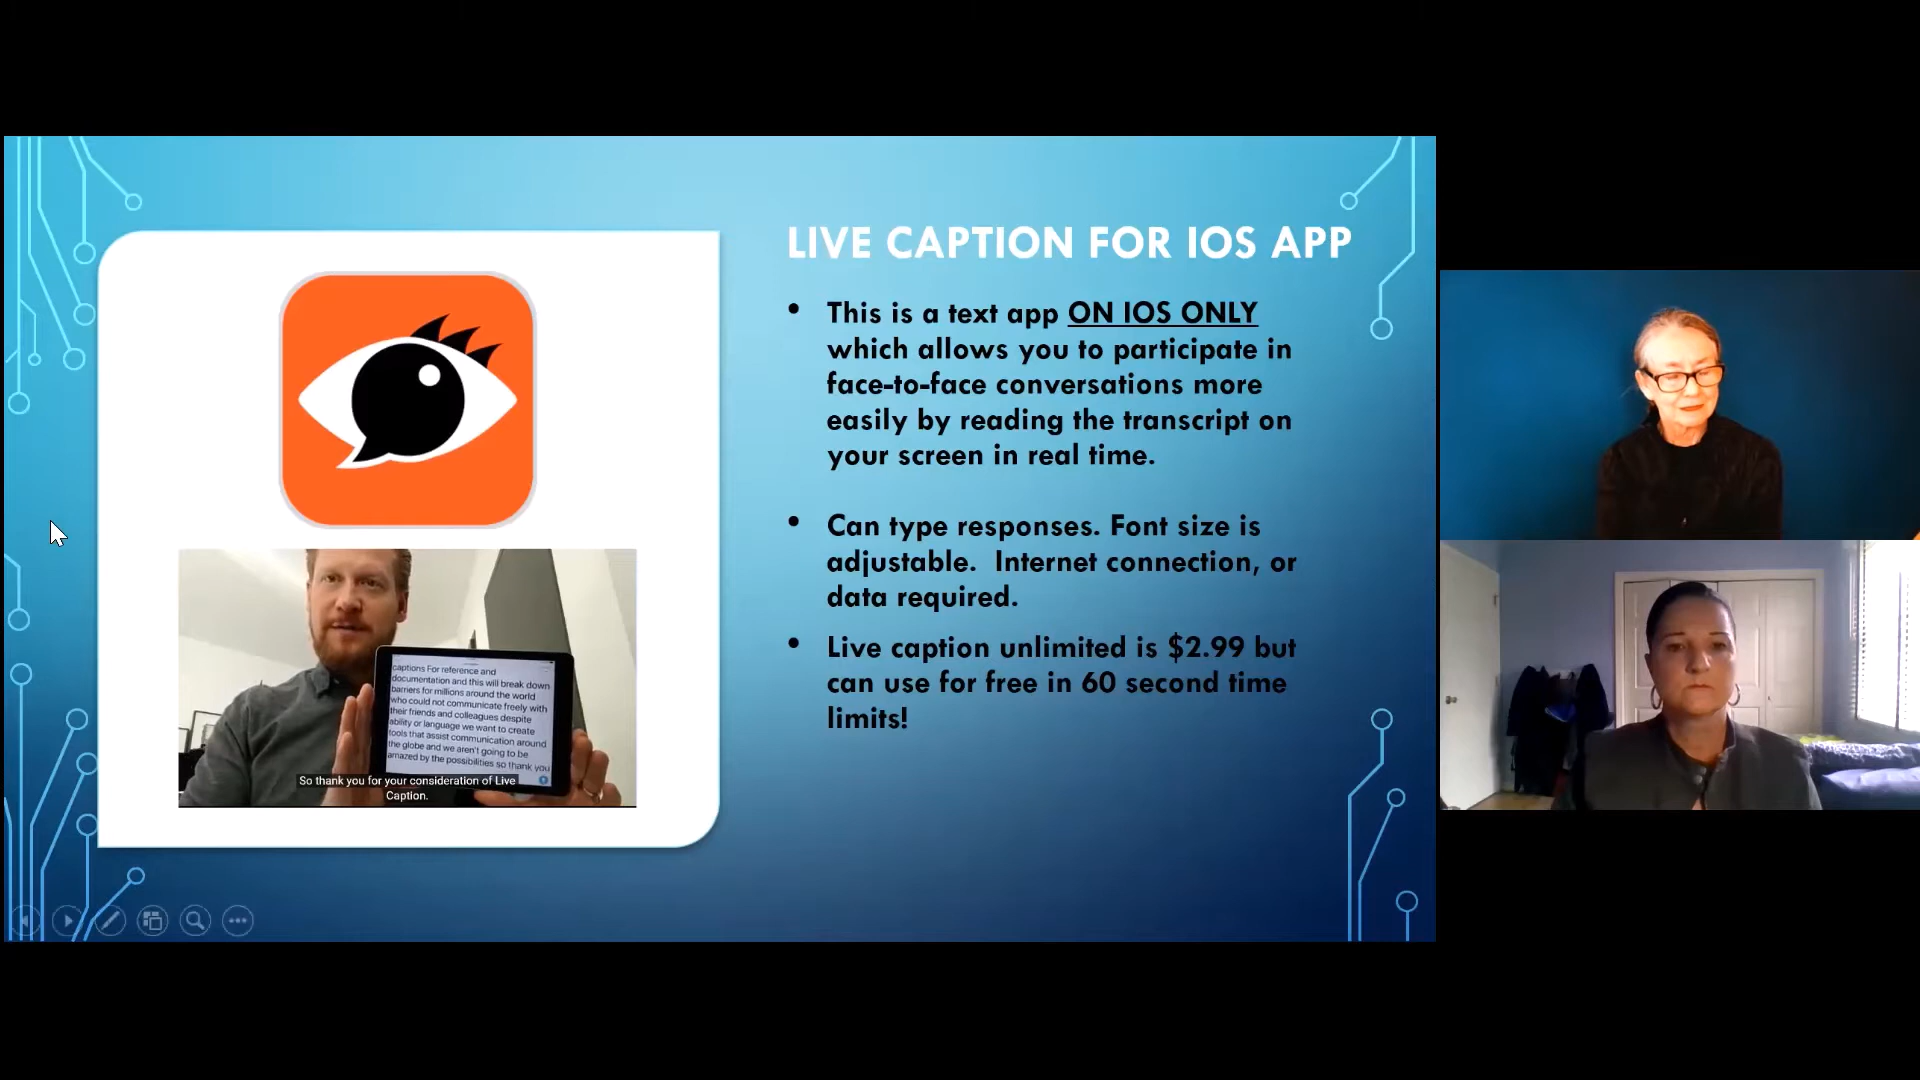 LIVE CAPTION FOR IOS APP
• This is a text app ON IOS ONLY
which allows you to participate in
face-to-face conversations more
easily by reading the transcript on
your screen in real time.
• Can type responses. Font size is
adjustable. Internet connection, or
data required.
• Live caption unlimited is $2.99 but
can use for free in 60 second time
limits!
captions For reference and
documentation and this will break down
barriers for millions around the world
who could not communicate freely with
their friends and colleagues despite
ability or language we want to create
tools that assist communication around
the globe and we aren't going to be
amazed by the possibilities so thank you
So thank you for your consideration of Live
Caption.